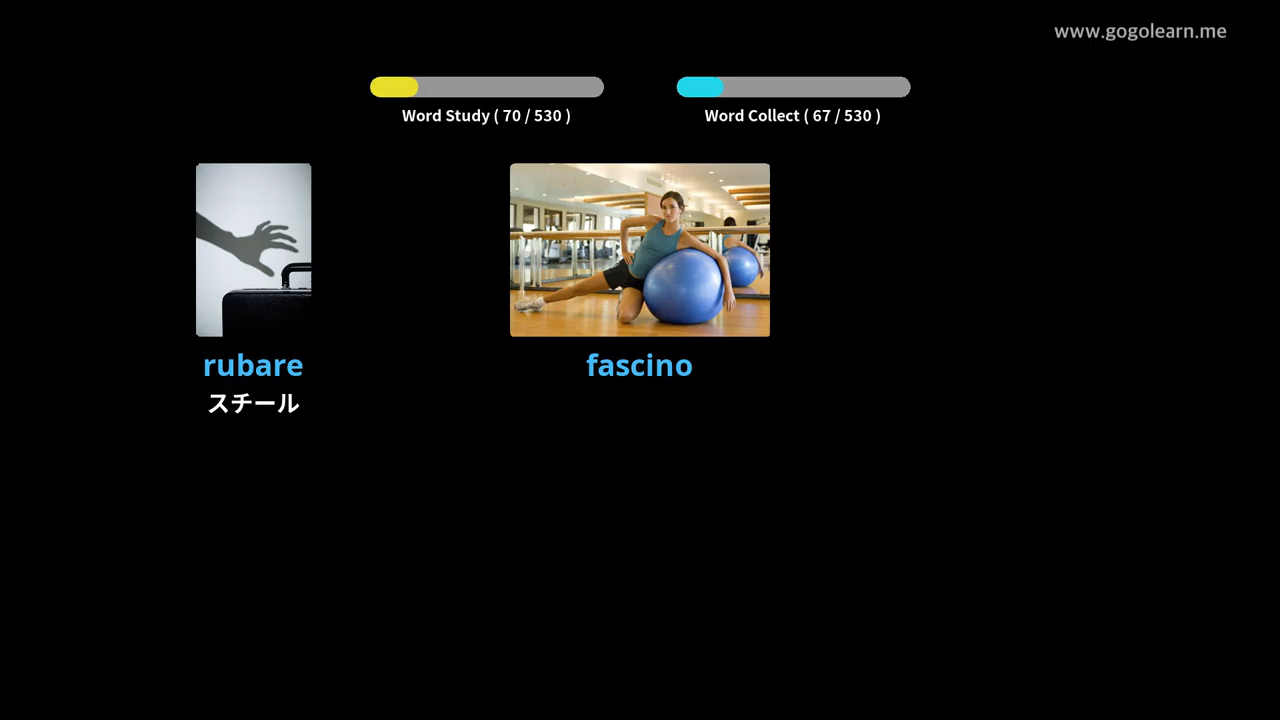 www.gogolearn.me
Word Study ( 70 / 530 )
Word Collect ( 67 / 530 )
rubare
スチール
fascino